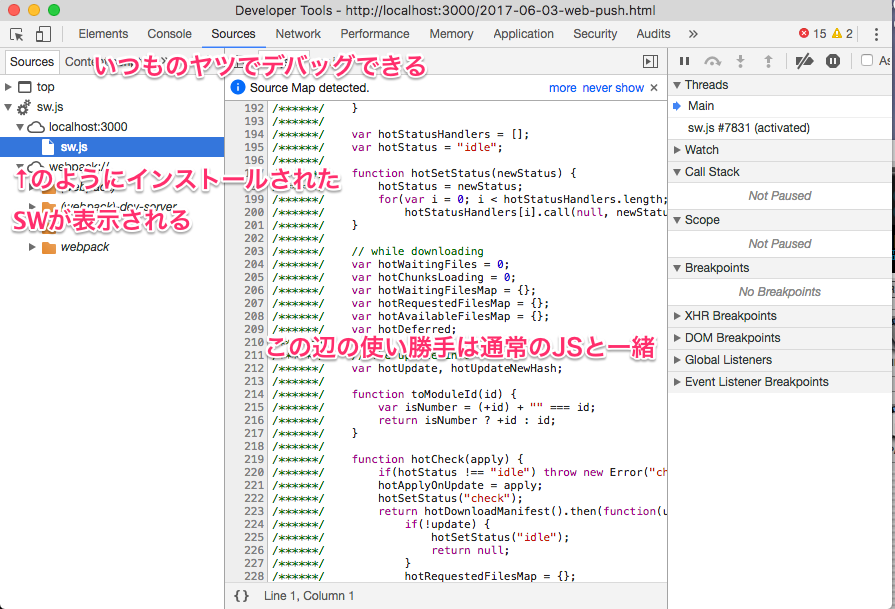 Developer Tools - http://localhost:3000/2017-06-03-web-push.html
Elements Console Sources Network Performance Memory Application Security Audits » 15 2
Sources
いつものヤツでデバッグできる
top
sw.js
localhost:3000
sw.js
webpack://
↑のようにインストールされた
(webpack)-dev-server
SWが表示される
webpack
Source Map detected. more never show ×
192 /******/ }
193 /******/
194 /******/ var hotStatusHandlers = [];
195 /******/ var hotStatus = "idle";
196 /******/
197 /******/ function hotSetStatus(newStatus) {
198 /******/ hotStatus = newStatus;
199 /******/ for(var i = 0; i < hotStatusHandlers.length;
200 /******/ hotStatusHandlers[i].call(null, newStatu
201 /******/ }
202 /******/
203 /******/ // while downloading
204 /******/ var hotWaitingFiles = 0;
205 /******/ var hotChunksLoading = 0;
206 /******/ var hotWaitingFilesMap = {};
207 /******/ var hotRequestedFilesMap = {};
208 /******/ var hotAvailableFilesMap = {};
209 /******/ var hotDeferred;
この辺の使い勝手は通常のJSと一緒
212 /******/ var hotUpdate, hotUpdateNewHash;
213 /******/
214 /******/ function toModuleId(id) {
215 /******/ var isNumber = (+id) + "" === id;
216 /******/ return isNumber ? +id : id;
217 /******/ }
218 /******/
219 /******/ function hotCheck(apply) {
220 /******/ if(hotStatus !== "idle") throw new Error("ch
221 /******/ hotApplyOnUpdate = apply;
222 /******/ hotSetStatus("check");
223 /******/ return hotDownloadManifest().then(function(u
224 /******/ if(!update) {
225 /******/ hotSetStatus("idle");
226 /******/ return null;
227 /******/ }
228 /******/ hotRequestedFilesMap = {};
{} Line 1, Column 1
As
Threads
Main
sw.js #7831 (activated)
Watch
Call Stack
Not Paused
Scope
Not Paused
Breakpoints
No Breakpoints
XHR Breakpoints
DOM Breakpoints
Global Listeners
Event Listener Breakpoints